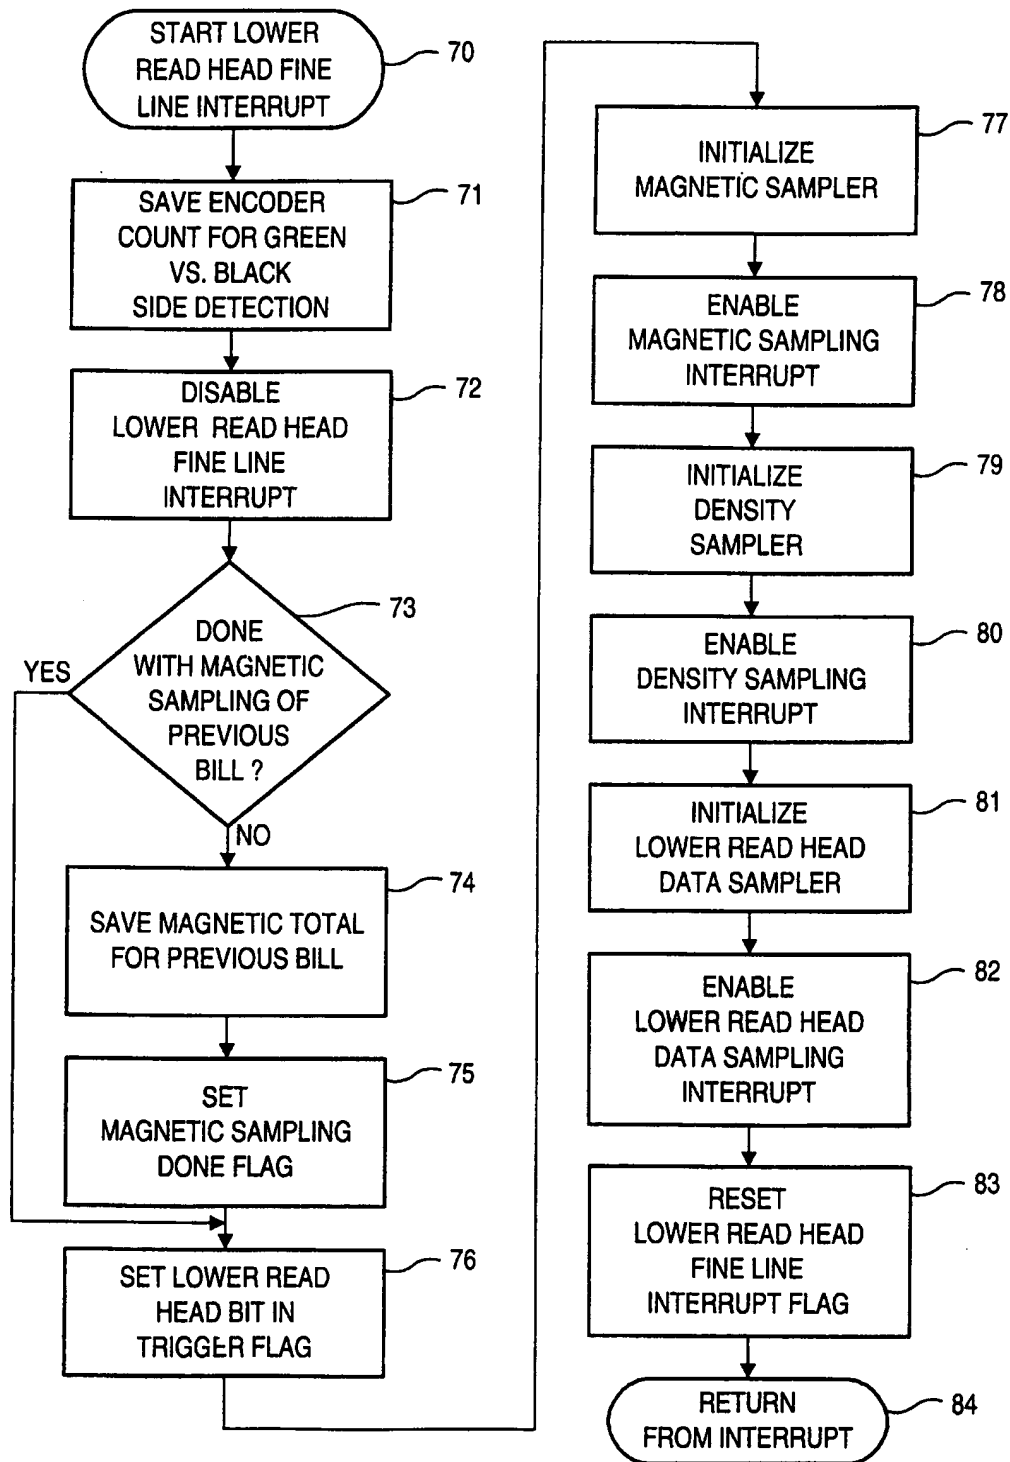 START LOWER
READ HEAD FINE
LINE INTERRUPT
70
SAVE ENCODER
COUNT FOR GREEN
VS. BLACK
SIDE DETECTION
71
DISABLE
LOWER READ HEAD
FINE LINE
INTERRUPT
72
DONE
WITH MAGNETIC
SAMPLING OF
PREVIOUS
BILL ?
73
YES
NO
SAVE MAGNETIC TOTAL
FOR PREVIOUS BILL
74
SET
MAGNETIC SAMPLING
DONE FLAG
75
SET LOWER READ
HEAD BIT IN
TRIGGER FLAG
76
INITIALIZE
MAGNETIC SAMPLER
77
ENABLE
MAGNETIC SAMPLING
INTERRUPT
78
INITIALIZE
DENSITY
SAMPLER
79
ENABLE
DENSITY SAMPLING
INTERRUPT
80
INITIALIZE
LOWER READ HEAD
DATA SAMPLER
81
ENABLE
LOWER READ HEAD
DATA SAMPLING
INTERRUPT
82
RESET
LOWER READ HEAD
FINE LINE
INTERRUPT FLAG
83
RETURN
FROM INTERRUPT
84